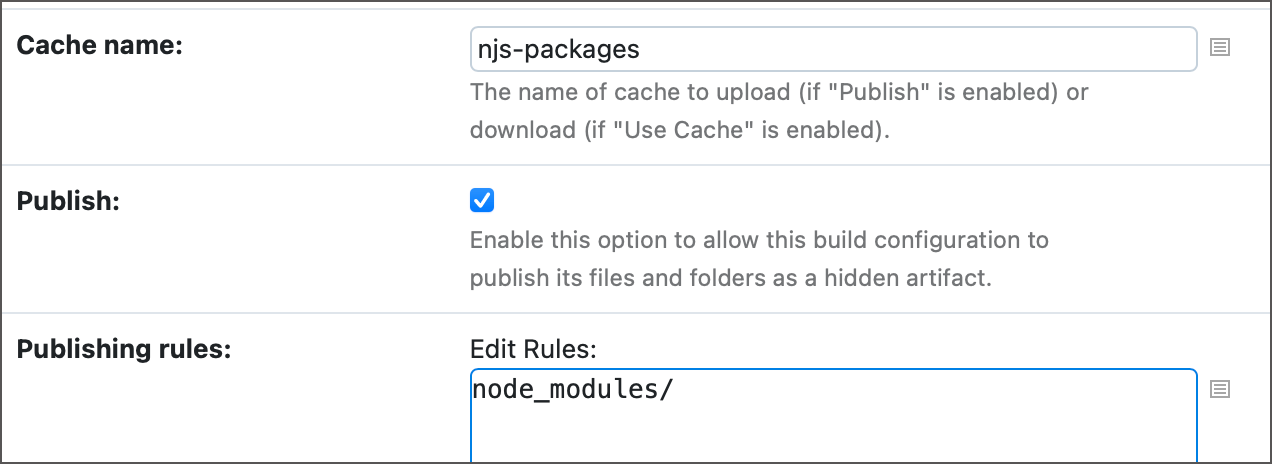 Cache name:
njs-packages
The name of cache to upload (if "Publish" is enabled) or
download (if "Use Cache" is enabled).
Publish:
Enable this option to allow this build configuration to
publish its files and folders as a hidden artifact.
Publishing rules:
Edit Rules:
node_modules/